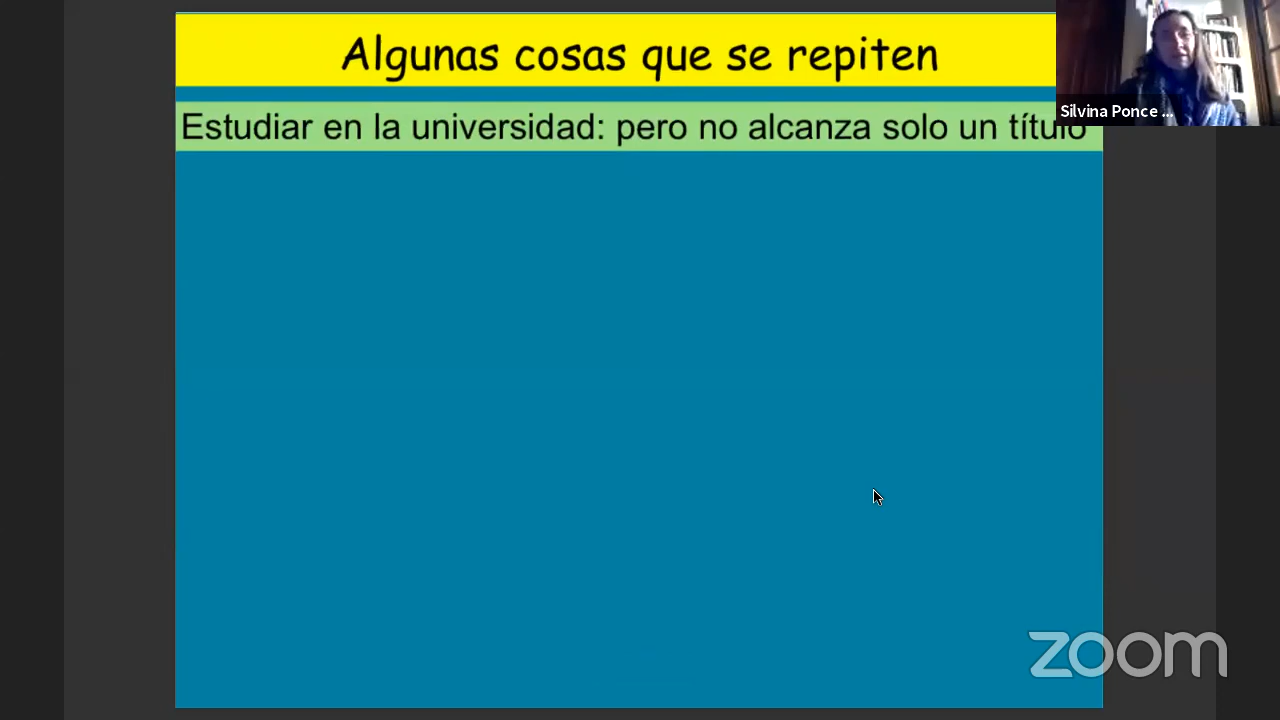 Algunas cosas que se repiten
Silvina Ponce ...
Estudiar en la universidad: pero no alcanza solo un título
zoom